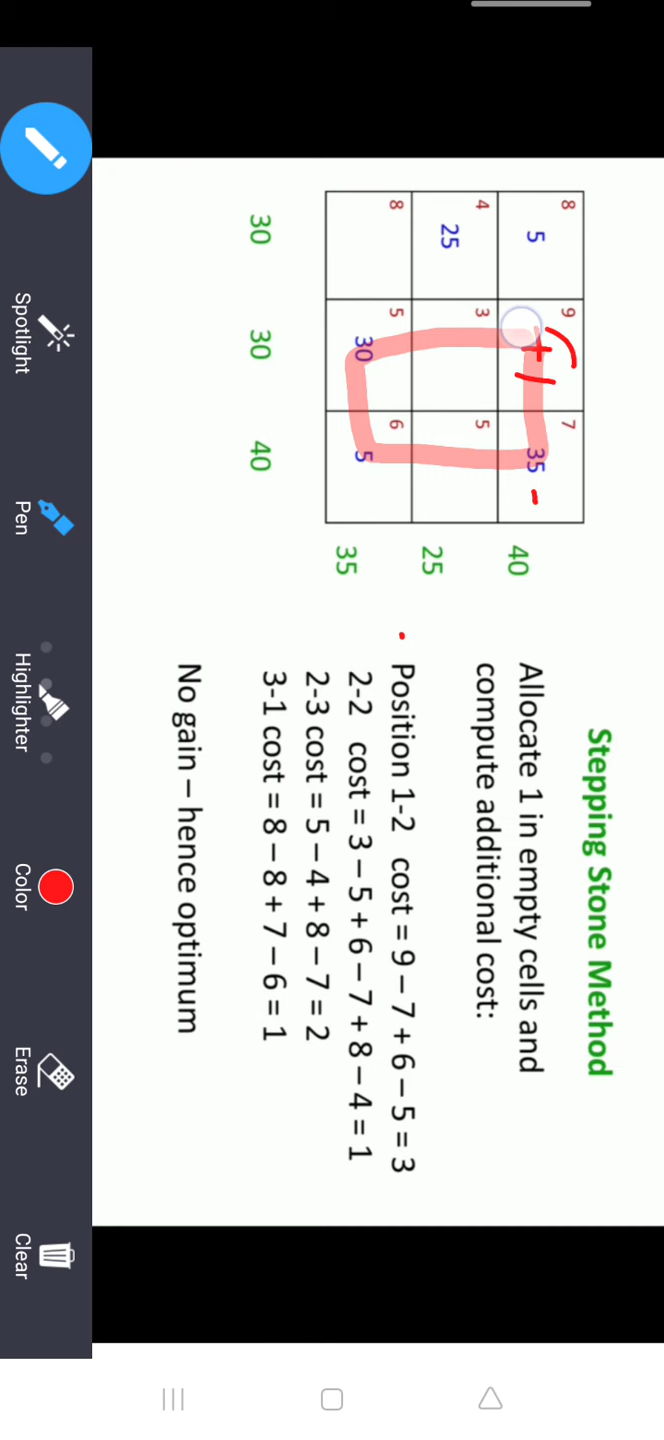 Stepping Stone Method
8 9 7
5 35
4 3 5
25
8 5 6
30 5
40
25
35
30 30 40
Allocate 1 in empty cells and
compute additional cost:
Position 1-2 cost = 9 – 7 + 6 – 5 = 3
2-2 cost = 3 – 5 + 6 – 7 + 8 – 4 = 1
2-3 cost = 5 – 4 + 8 – 7 = 2
3-1 cost = 8 – 8 + 7 – 6 = 1
No gain – hence optimum
Spotlight
Pen
Highlighter
Color
Erase
Clear